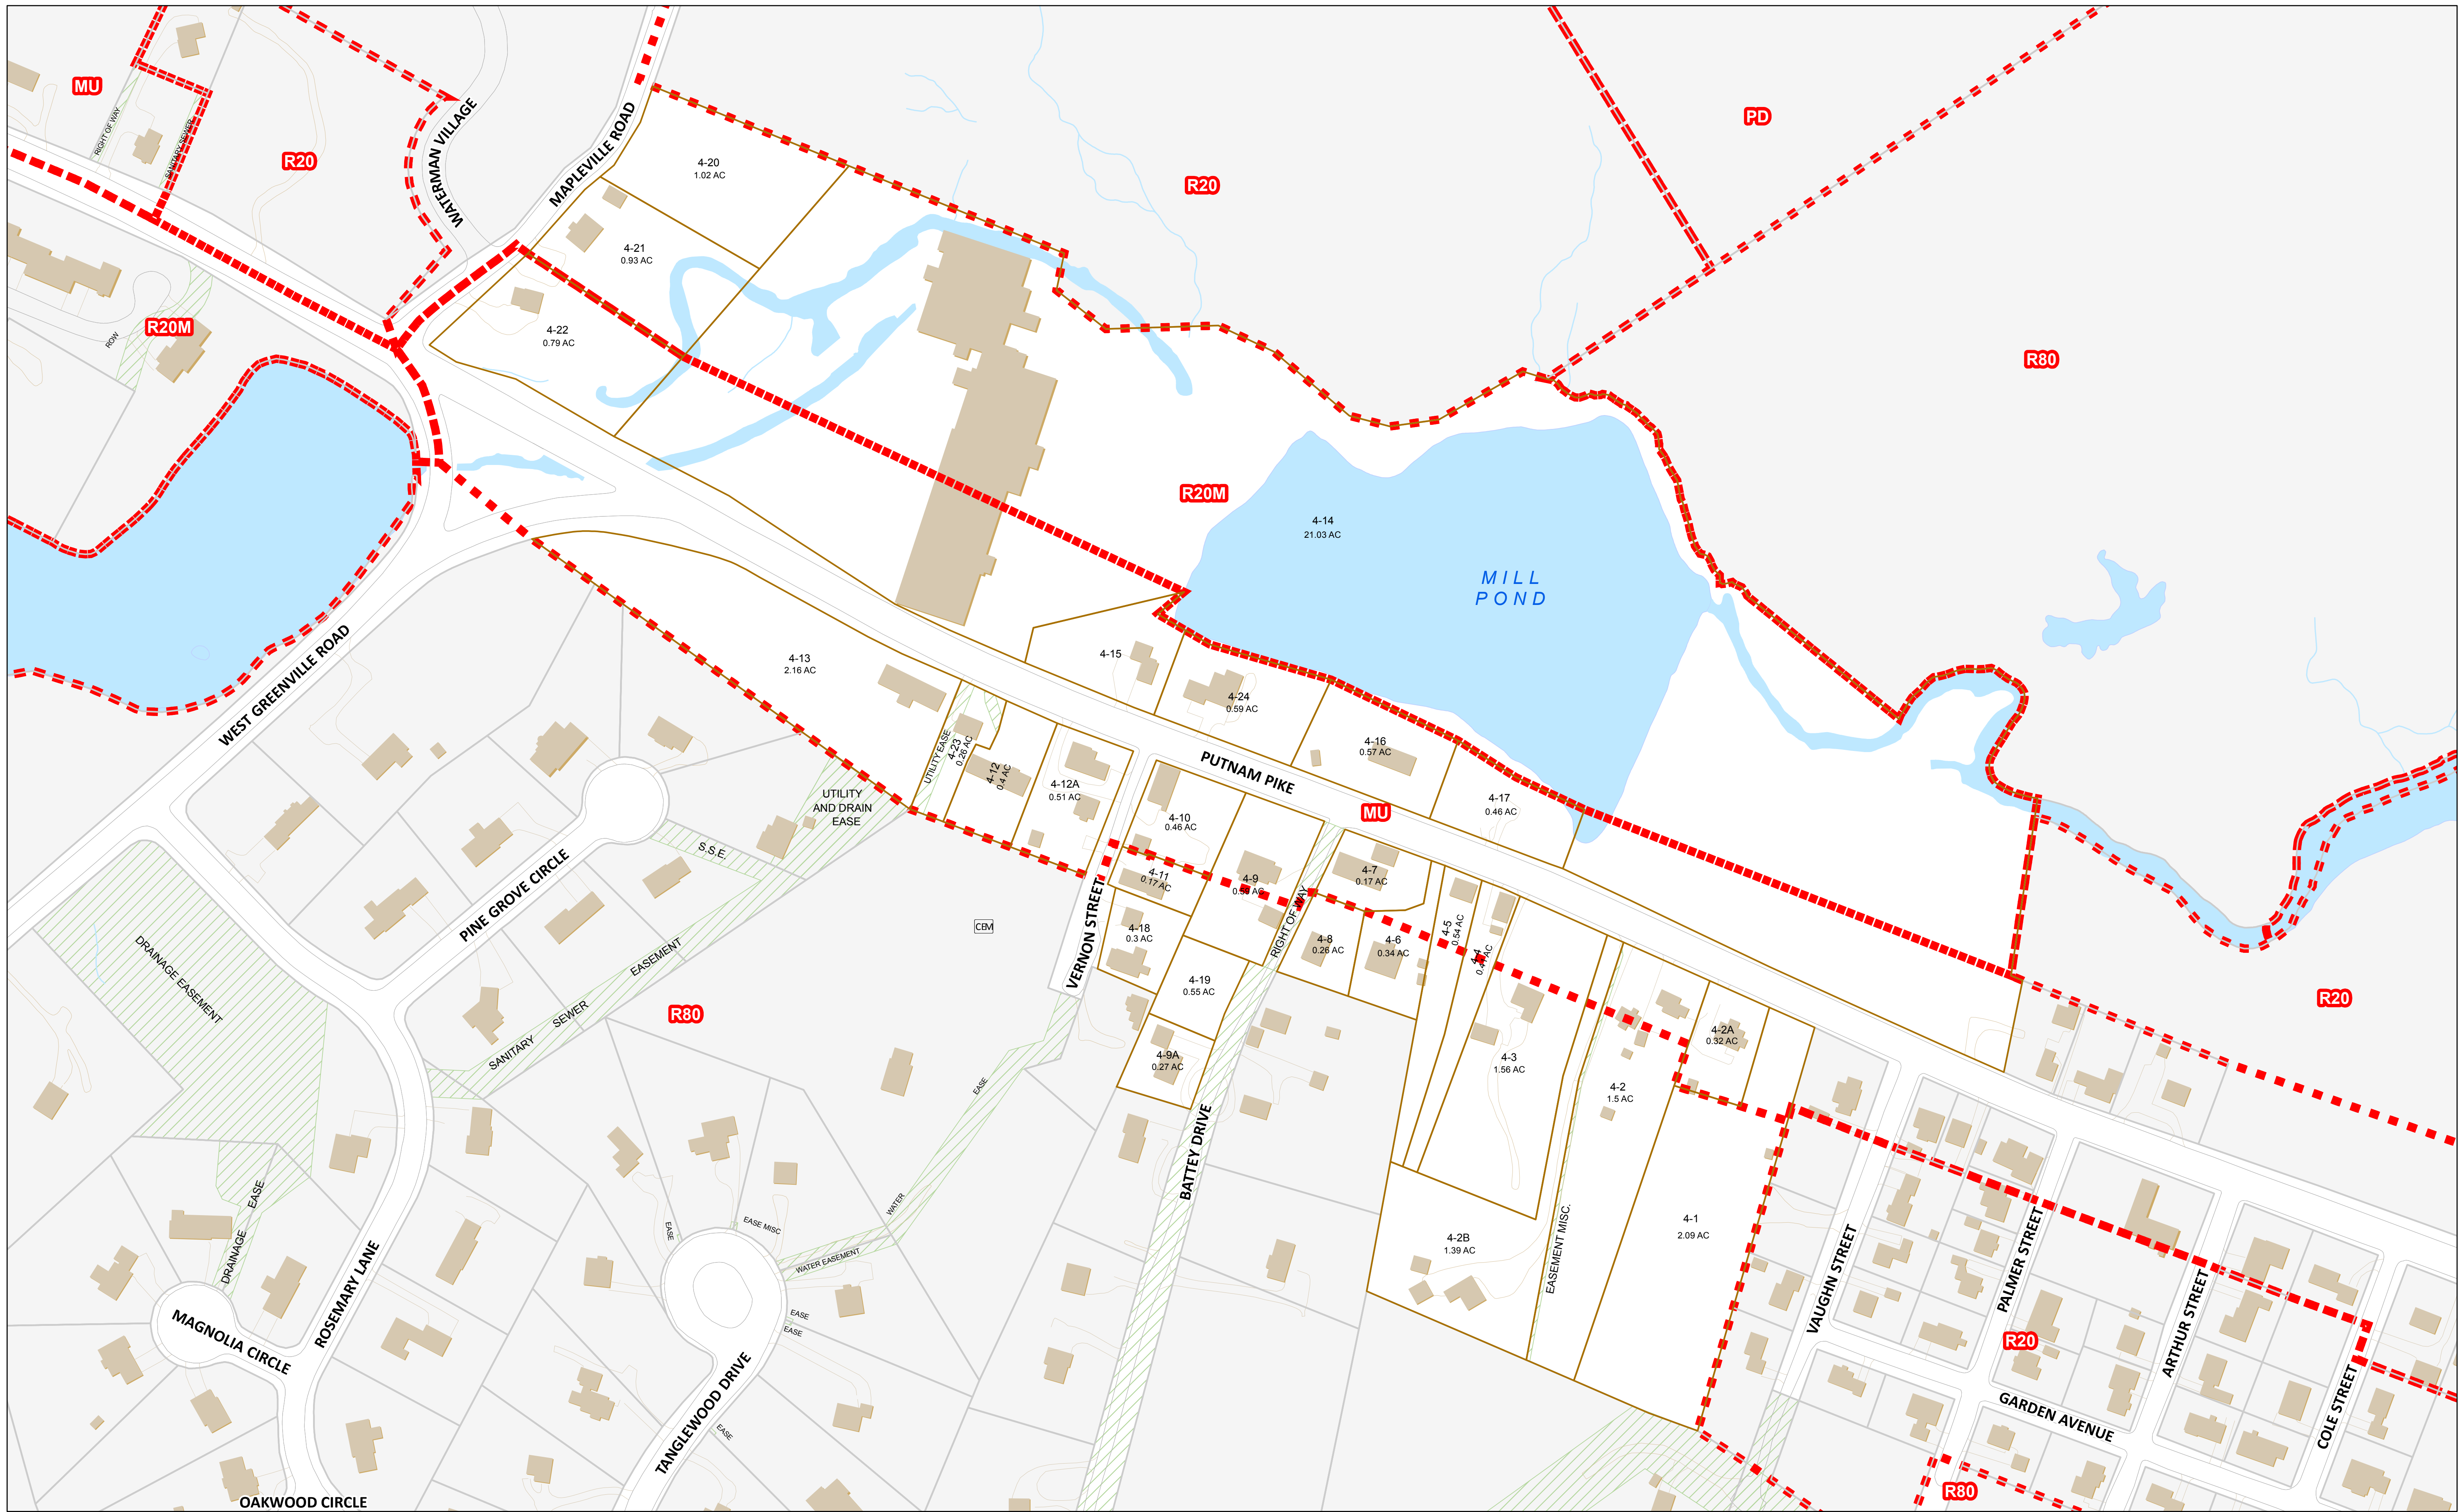 MU
RIGHT OF WAY
SANITARY SEWER
R20
WATERMAN VILLAGE
MAPLEVILLE ROAD
4-20
1.02 AC
R20
PD
4-21
0.93 AC
R20M
ROW
4-22
0.79 AC
R80
R20M
4-14
21.03 AC
MILL
POND
WEST GREENVILLE ROAD
4-13
2.16 AC
4-15
4-24
0.59 AC
UTILITY EASE
4-23
0.26 AC
4-12
0.4 AC
4-12A
0.51 AC
PUTNAM PIKE
4-16
0.57 AC
UTILITY
AND DRAIN
EASE
4-10
0.46 AC
MU
4-17
0.46 AC
S.S.E.
4-11
0.17 AC
4-9
4-7
0.17 AC
RIGHT OF WAY
PINE GROVE CIRCLE
CEM
VERNON STREET
4-18
0.3 AC
4-8
0.26 AC
4-6
0.34 AC
4-5
0.54 AC
4-4
DRAINAGE EASEMENT
SANITARY
SEWER
EASEMENT
4-19
0.55 AC
R20
R80
4-9A
0.27 AC
4-3
1.56 AC
4-2A
0.32 AC
4-2
1.5 AC
EASE
WATER
BATTEY DRIVE
DRAINAGE
EASE
EASE
EASE MISC
WATER EASEMENT
EASE
EASE
4-2B
1.39 AC
EASEMENT MISC.
4-1
2.09 AC
VAUGHN STREET
PALMER STREET
ARTHUR STREET
COLE STREET
R20
GARDEN AVENUE
MAGNOLIA CIRCLE
ROSEMARY LANE
TANGLEWOOD DRIVE
EASE
R80
OAKWOOD CIRCLE